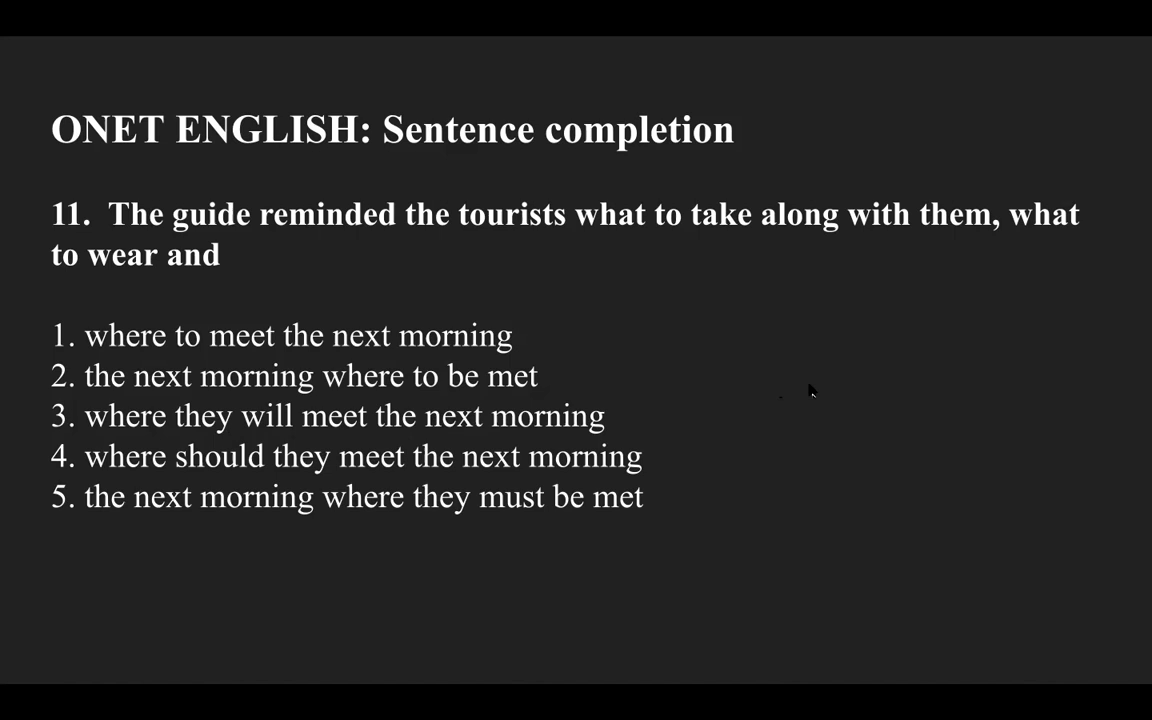 ONET ENGLISH: Sentence completion
11. The guide reminded the tourists what to take along with them, what
to wear and
1. where to meet the next morning
2. the next morning where to be met
3. where they will meet the next morning
4. where should they meet the next morning
5. the next morning where they must be met